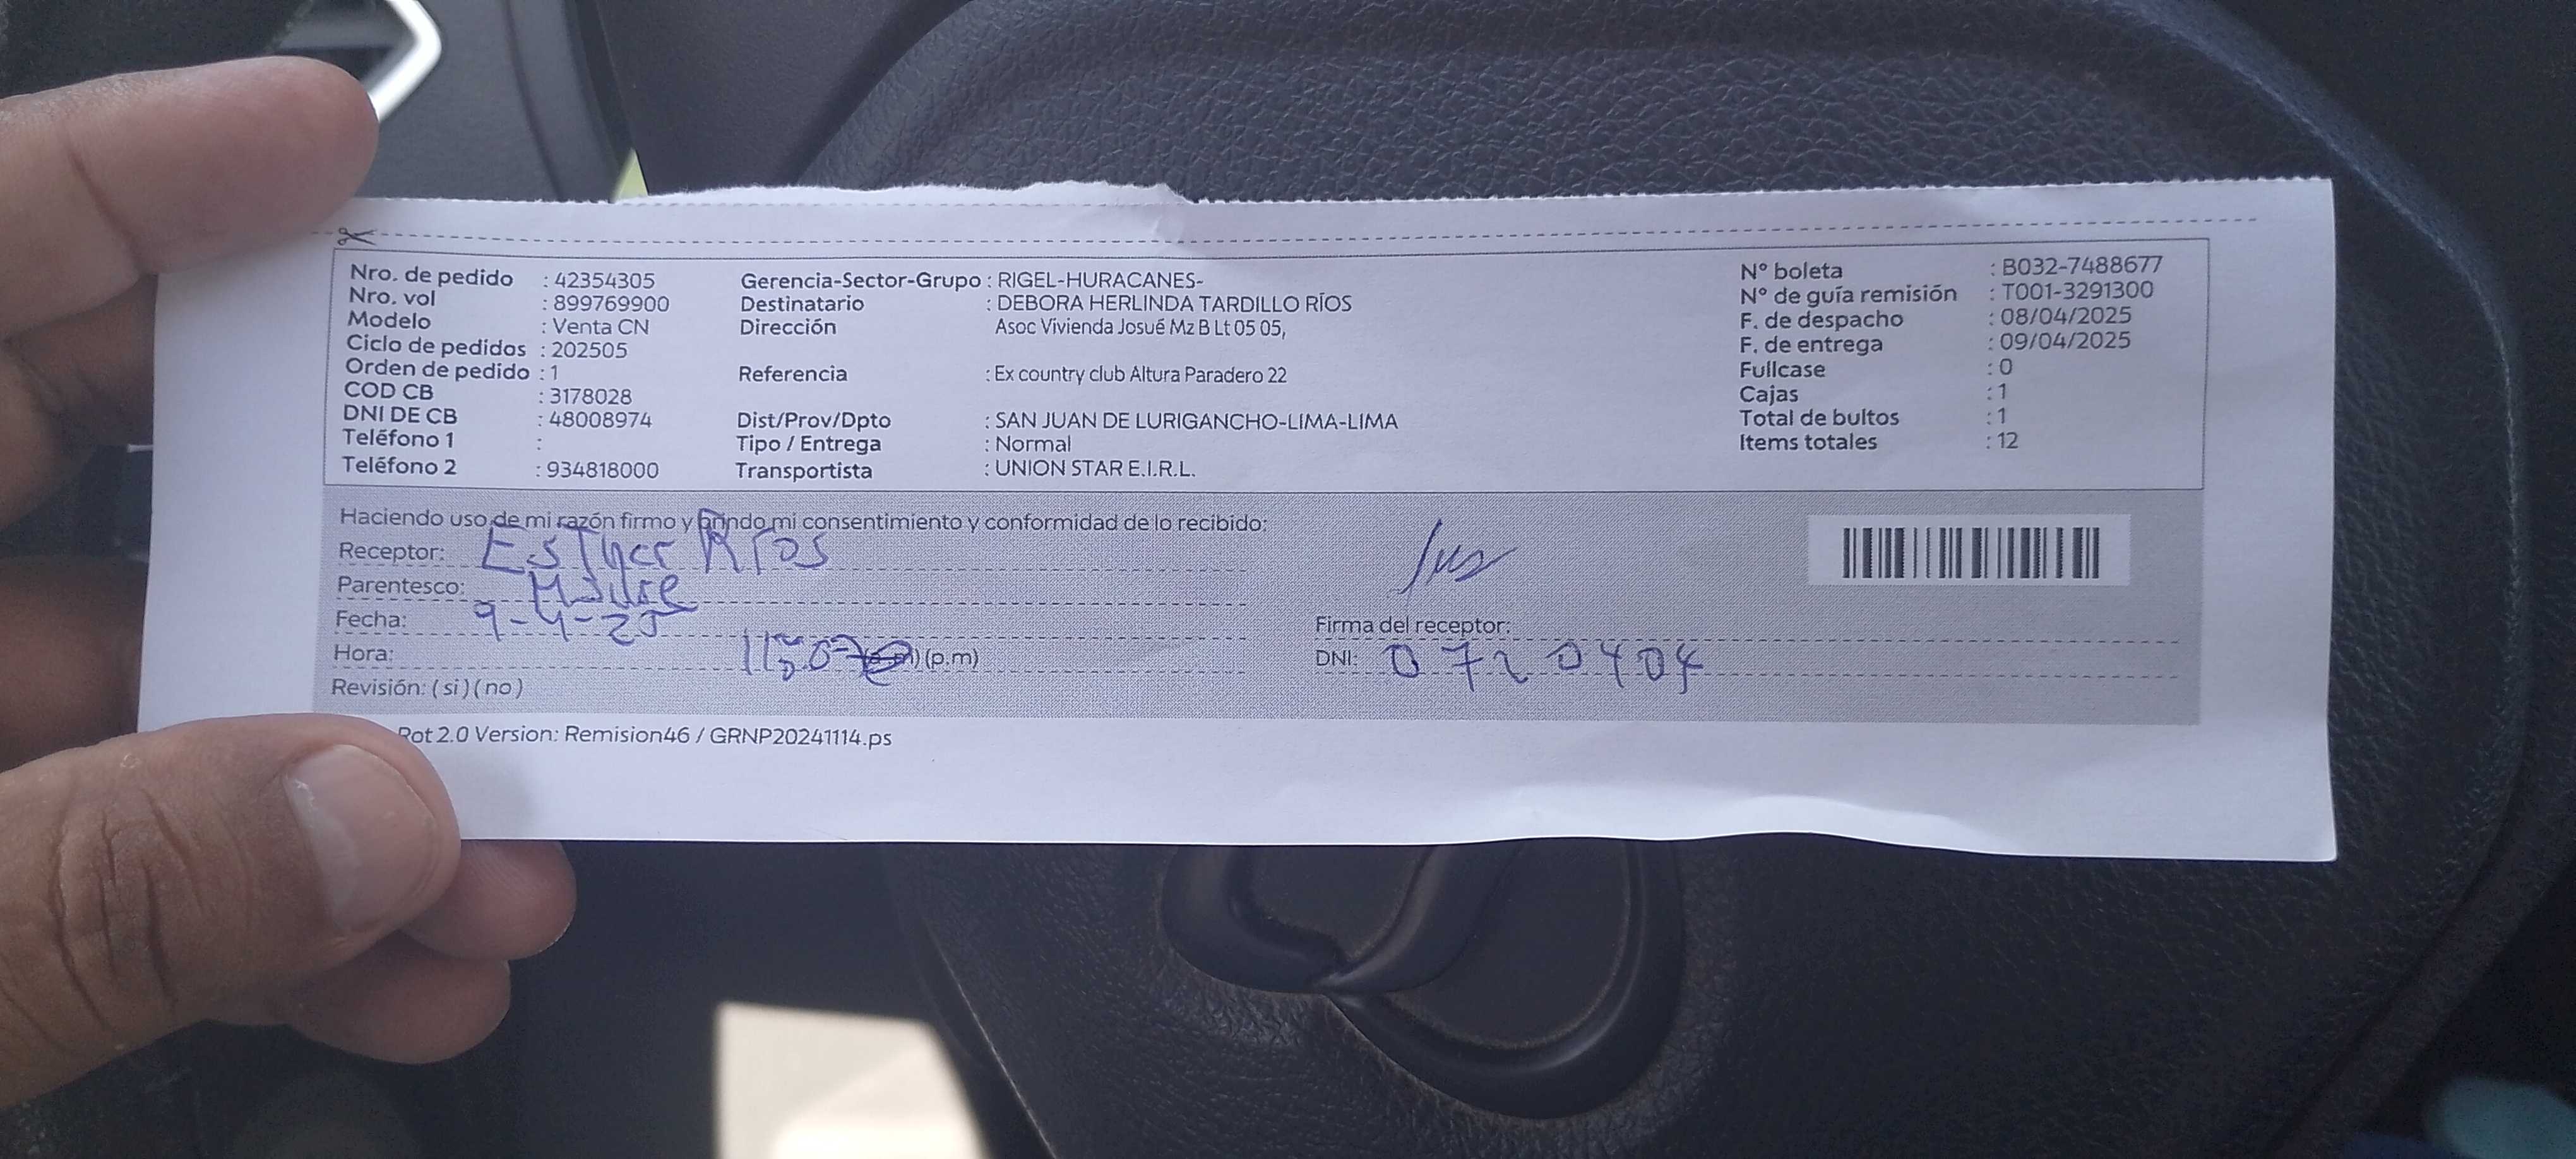 Nro. de pedido : 42354305
Nro. vol : 899769900
Modelo : Venta CN
Ciclo de pedidos : 202505
Orden de pedido : 1
COD CB : 3178028
DNI DE CB : 48008974
Teléfono 1 :
Teléfono 2 : 934818000
Gerencia-Sector-Grupo : RIGEL-HURACANES-
Destinatario : DEBORA HERLINDA TARDILLO RÍOS
Dirección Asoc Vivienda Josué Mz B Lt 05 05,
Referencia : Ex country club Altura Paradero 22
Dist/Prov/Dpto : SAN JUAN DE LURIGANCHO-LIMA-LIMA
Tipo / Entrega : Normal
Transportista : UNION STAR E.I.R.L.
N° boleta : B032-7488677
N° de guía remisión : T001-3291300
F. de despacho : 08/04/2025
F. de entrega : 09/04/2025
Fullcase : 0
Cajas : 1
Total de bultos : 1
Items totales : 12
Haciendo uso de mi razón firmo y brindo mi consentimiento y conformidad de lo recibido:
Receptor: Esther Ríos
Parentesco: Madre
Fecha: 9-4-25
Hora: (p.m)
Revisión: ( si ) ( no )
Firma del receptor:
DNI: 0720404
Rot 2.0 Version: Remision46 / GRNP20241114.ps